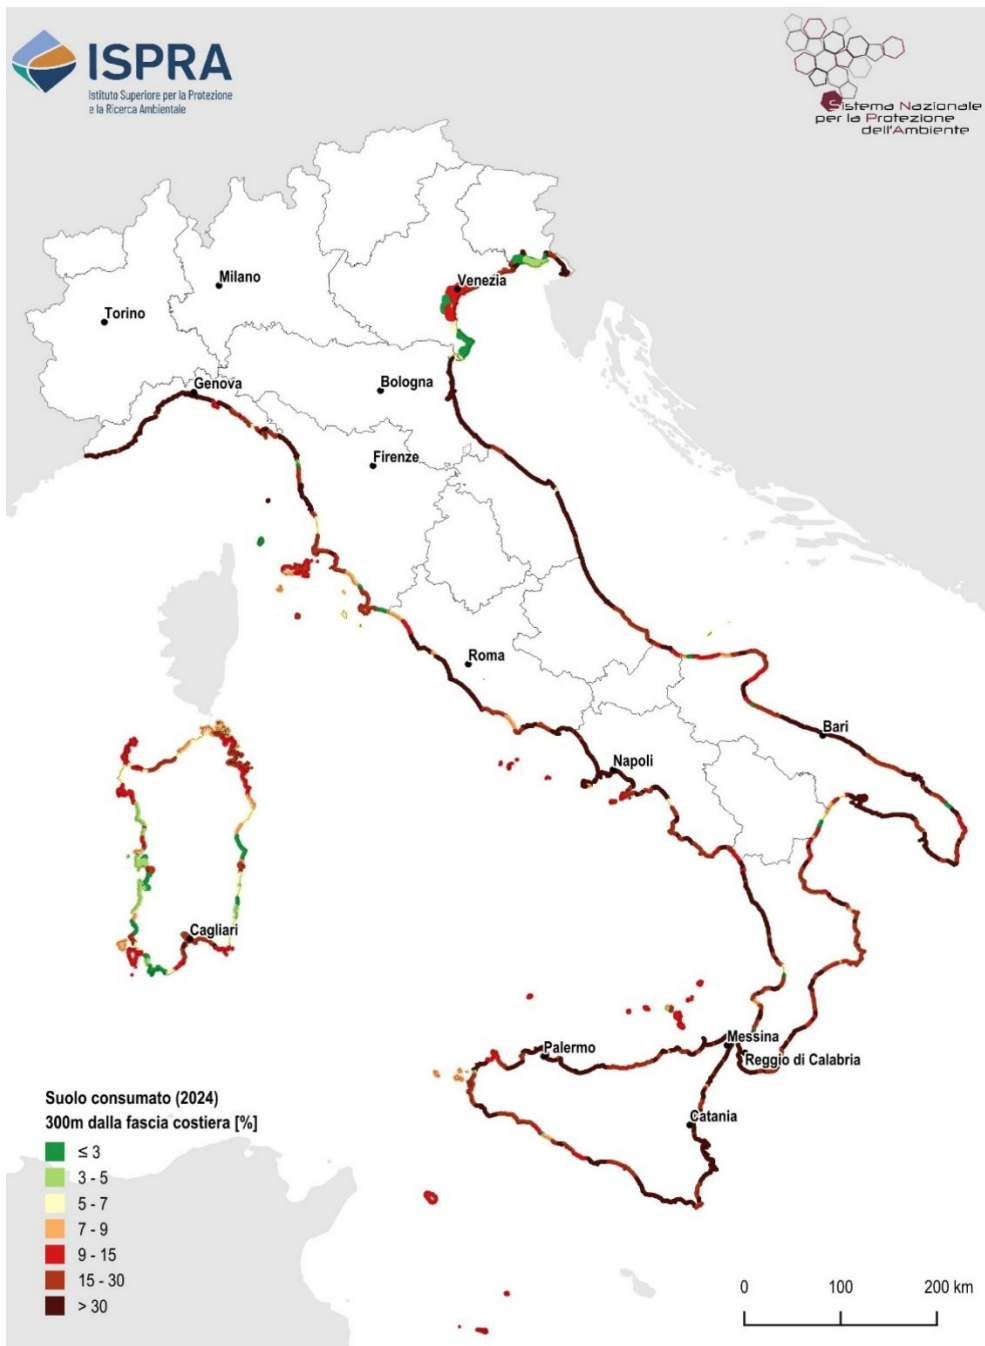 ISPRA
Istituto Superiore per la Protezione
e la Ricerca Ambientale
Sistema Nazionale
per la Protezione
dell'Ambiente
Milano
Venezia
Torino
Genova
Bologna
Firenze
Roma
Bari
Napoli
Cagliari
Messina
Palermo
Reggio di Calabria
Catania
Suolo consumato (2024)
300m dalla fascia costiera [%]
≤ 3
3 - 5
5 - 7
7 - 9
9 - 15
15 - 30
> 30
0 100 200 km